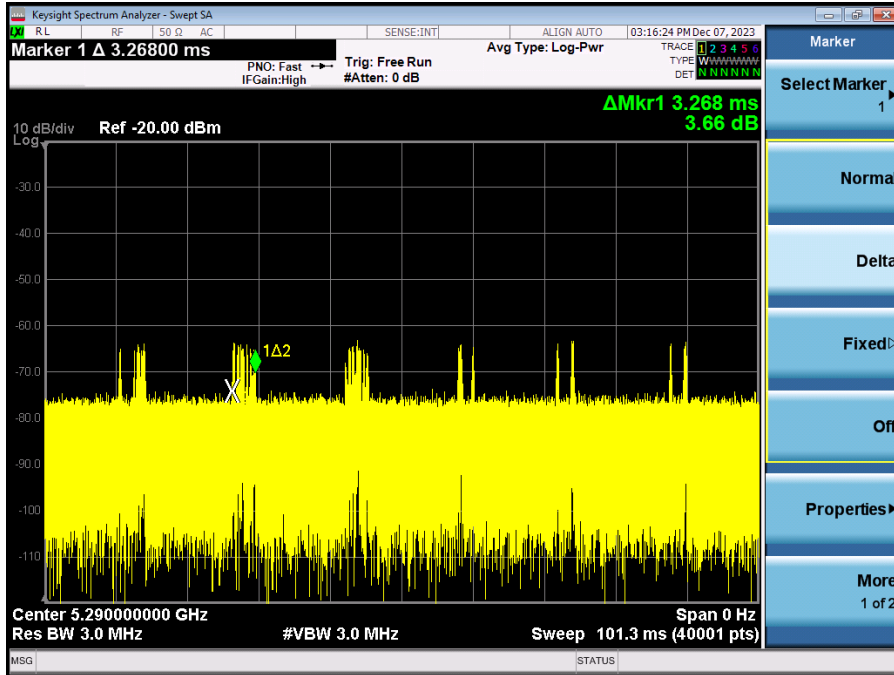 Keysight Spectrum Analyzer - Swept SA
LXI RL RF 50 Ω AC SENSE:INT ALIGN AUTO 03:16:24 PM Dec 07, 2023
Marker 1 Δ 3.26800 ms
PNO: Fast
IFGain:High
Trig: Free Run
#Atten: 0 dB
Avg Type: Log-Pwr
TRACE 1 2 3 4 5 6
TYPE WWWWWW
DET N N N N N N
ΔMkr1 3.268 ms
3.66 dB
10 dB/div Ref -20.00 dBm
Log
-30.0
-40.0
-50.0
-60.0
1Δ2
-70.0
X
-80.0
-90.0
-100
-110
Center 5.290000000 GHz Span 0 Hz
Res BW 3.0 MHz #VBW 3.0 MHz Sweep 101.3 ms (40001 pts)
MSG STATUS
Marker
Select Marker
1
Norma
Delta
Fixed
Off
Properties
More
1 of 2